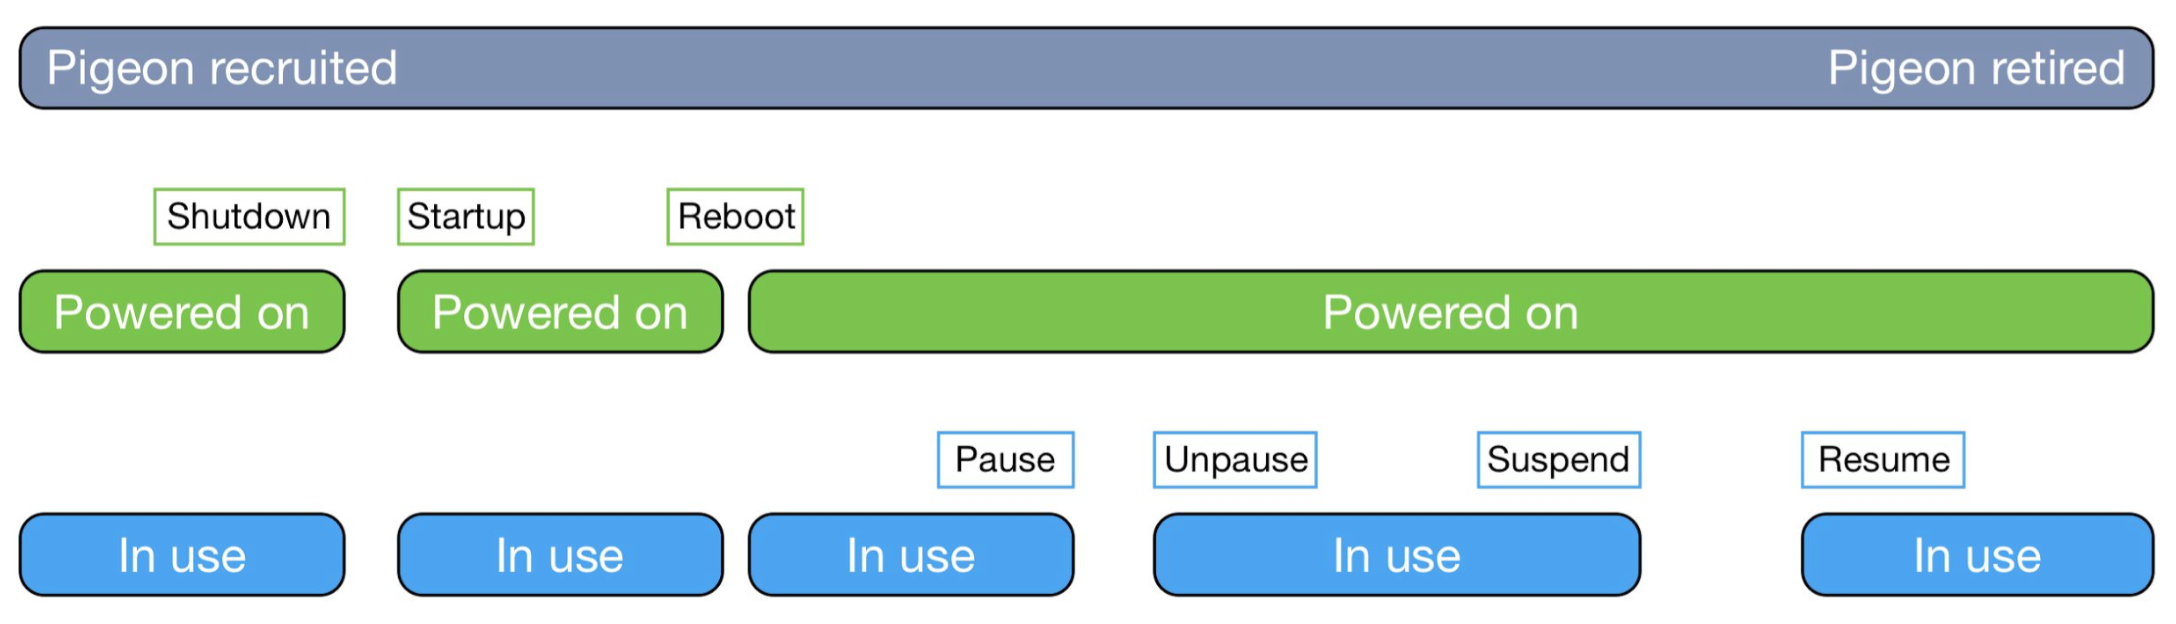 Pigeon recruited Pigeon retired
Shutdown Startup Reboot
Powered on Powered on Powered on
Pause Unpause Suspend Resume
In use In use In use In use In use